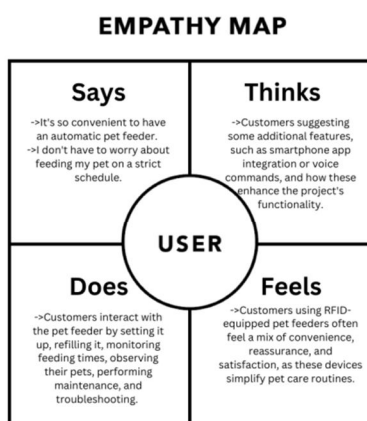 EMPATHY MAP
Says
->It's so convenient to have
an automatic pet feeder.
->I don't have to worry about
feeding my pet on a strict
schedule.
Thinks
->Customers suggesting
some additional features,
such as smartphone app
integration or voice
commands, and how these
enhance the project's
functionality.
USER
Does
->Customers interact with
the pet feeder by setting it
up, refilling it, monitoring
feeding times, observing
their pets, performing
maintenance, and
troubleshooting.
Feels
->Customers using RFID-
equipped pet feeders often
feel a mix of convenience,
reassurance, and
satisfaction, as these devices
simplify pet care routines.